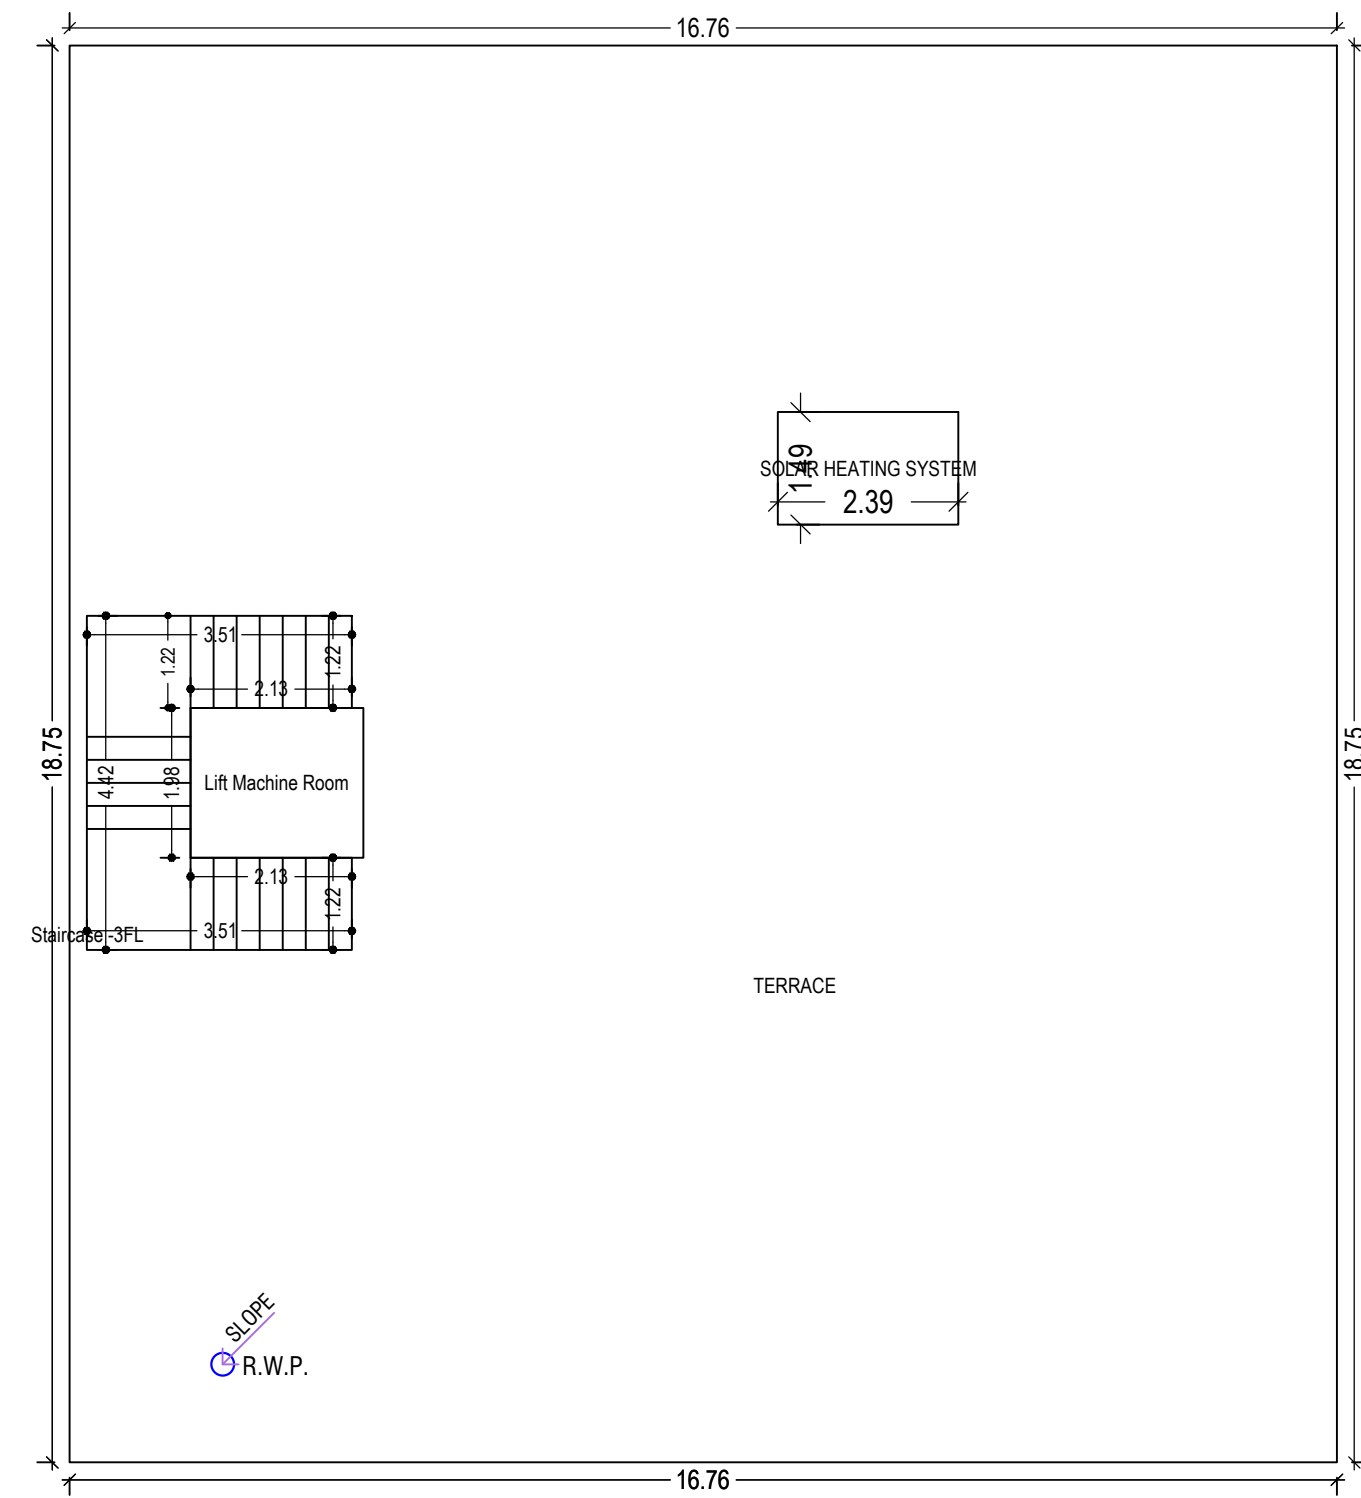 16.76
1.49
SOLAR HEATING SYSTEM
2.39
3.51
1.22
1.22
2.13
18.75
18.75
4.42
1.98
Lift Machine Room
2.13
1.22
3.51
Staircase -3FL
TERRACE
SLOPE
R.W.P.
16.76